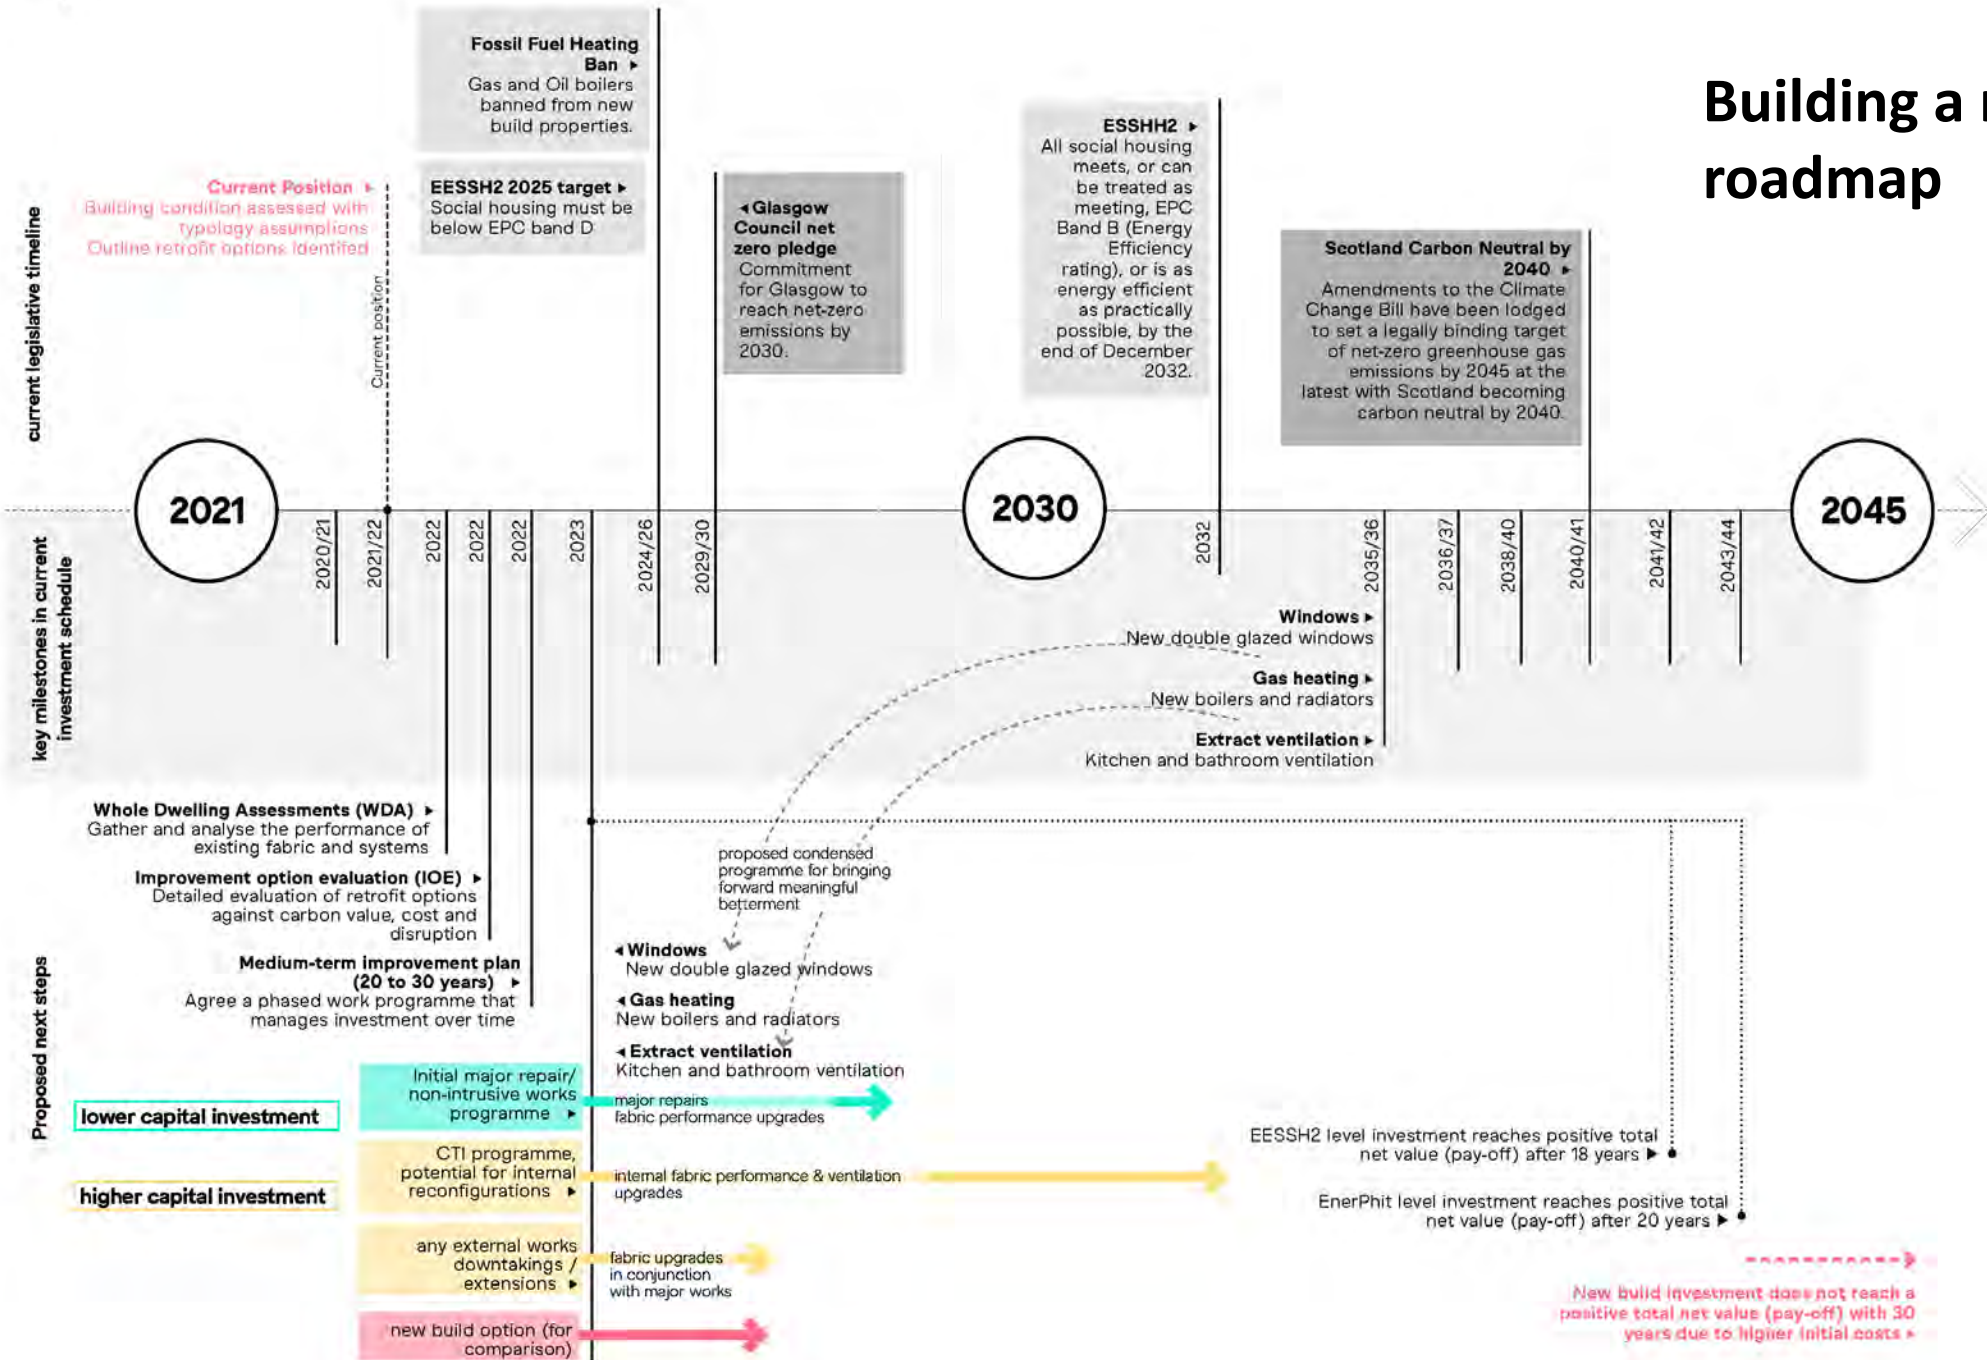 Building a
roadmap
current legislative timeline
Fossil Fuel Heating
Ban ▸
Gas and Oil boilers
banned from new
build properties.
Current Position ▸
Building condition assessed with
typology assumptions
Outline retrofit options identifed
Current position
EESSH2 2025 target ▸
Social housing must be
below EPC band D
◂ Glasgow
Council net
zero pledge
Commitment
for Glasgow to
reach net-zero
emissions by
2030.
ESSHH2 ▸
All social housing
meets, or can
be treated as
meeting, EPC
Band B (Energy
Efficiency
rating), or is as
energy efficient
as practically
possible, by the
end of December
2032.
Scotland Carbon Neutral by
2040 ▸
Amendments to the Climate
Change Bill have been lodged
to set a legally binding target
of net-zero greenhouse gas
emissions by 2045 at the
latest with Scotland becoming
carbon neutral by 2040.
2021
2030
2045
2020/21
2021/22
2022
2022
2022
2023
2024/26
2029/30
2032
2035/36
2036/37
2038/40
2040/41
2041/42
2043/44
key milestones in current
investment schedule
Windows ▸
New double glazed windows
Gas heating ▸
New boilers and radiators
Extract ventilation ▸
Kitchen and bathroom ventilation
Proposed next steps
Whole Dwelling Assessments (WDA) ▸
Gather and analyse the performance of
existing fabric and systems
Improvement option evaluation (IOE) ▸
Detailed evaluation of retrofit options
against carbon value, cost and
disruption
Medium-term improvement plan
(20 to 30 years) ▸
Agree a phased work programme that
manages investment over time
proposed condensed
programme for bringing
forward meaningful
betterment
◂ Windows
New double glazed windows
◂ Gas heating
New boilers and radiators
◂ Extract ventilation
Kitchen and bathroom ventilation
lower capital investment
Initial major repair/
non-intrusive works
programme ▸
major repairs
fabric performance upgrades
higher capital investment
CTI programme,
potential for internal
reconfigurations ▸
internal fabric performance & ventilation
upgrades
any external works
downtakings /
extensions ▸
fabric upgrades
in conjunction
with major works
new build option (for
comparison)
EESSH2 level investment reaches positive total
net value (pay-off) after 18 years ▸
EnerPhit level investment reaches positive total
net value (pay-off) after 20 years ▸
New build investment does not reach a
positive total net value (pay-off) with 30
years due to higher initial costs ▸